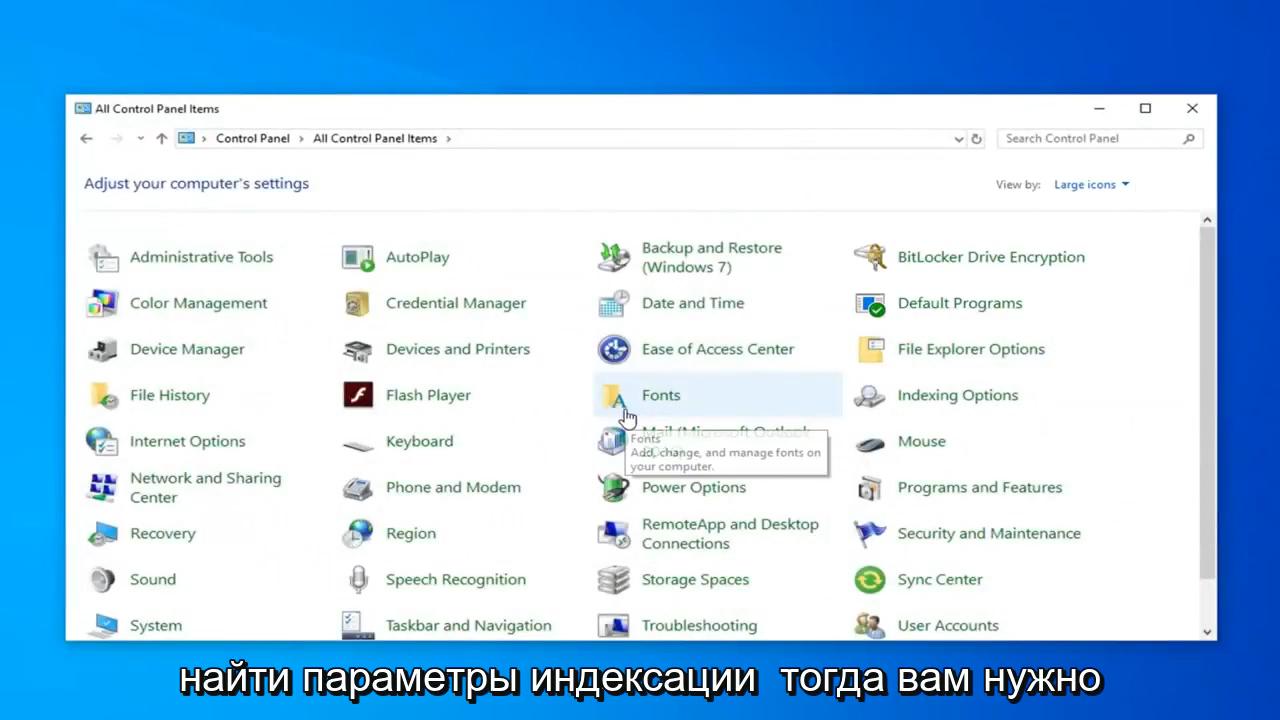 All Control Panel Items
Control Panel > All Control Panel Items >
Search Control Panel
Adjust your computer's settings
View by: Large icons
Administrative Tools
AutoPlay
Backup and Restore
(Windows 7)
BitLocker Drive Encryption
Color Management
Credential Manager
Date and Time
Default Programs
Device Manager
Devices and Printers
Ease of Access Center
File Explorer Options
File History
Flash Player
Fonts
Indexing Options
Internet Options
Keyboard
Mail (Microsoft Outlook
Mouse
Fonts
Add, change, and manage fonts on
your computer.
Network and Sharing
Center
Phone and Modem
Power Options
Programs and Features
Recovery
Region
RemoteApp and Desktop
Connections
Security and Maintenance
Sound
Speech Recognition
Storage Spaces
Sync Center
System
Taskbar and Navigation
Troubleshooting
User Accounts
найти параметры индексации тогда вам нужно